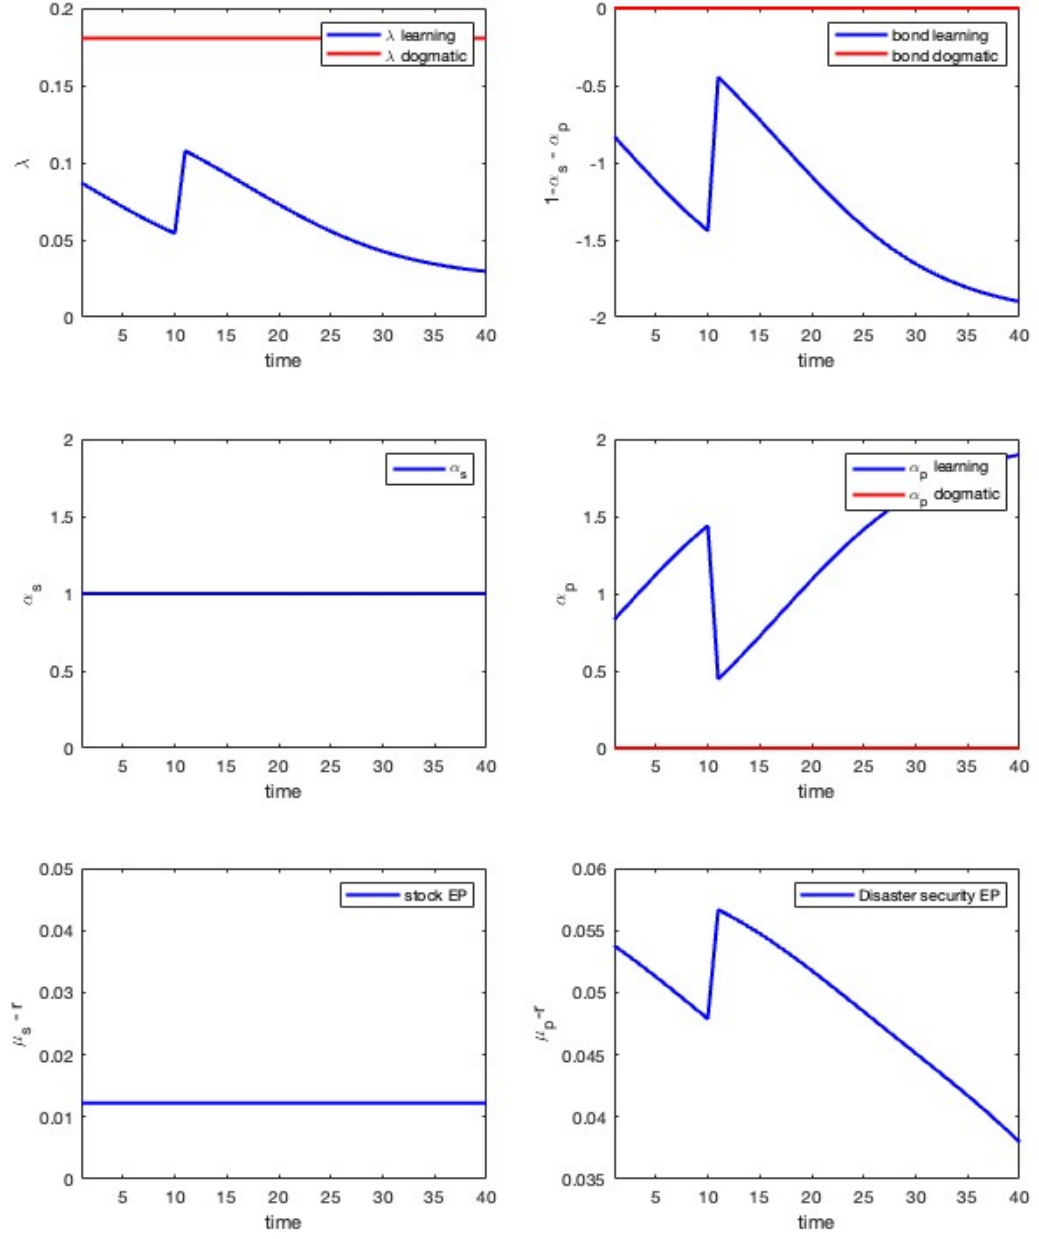 0.2
0.15
0.1
0.05
0
λ
λ learning
λ dogmatic
5 10 15 20 25 30 35 40
time
0
-0.5
-1
-1.5
-2
1-α_s - α_p
bond learning
bond dogmatic
5 10 15 20 25 30 35 40
time
2
1.5
1
0.5
0
α_s
α_s
5 10 15 20 25 30 35 40
time
2
1.5
1
0.5
0
α_p
α_p learning
α_p dogmatic
5 10 15 20 25 30 35 40
time
0.05
0.04
0.03
0.02
0.01
0
μ_s - r
stock EP
5 10 15 20 25 30 35 40
time
0.06
0.055
0.05
0.045
0.04
0.035
μ_p-r
Disaster security EP
5 10 15 20 25 30 35 40
time